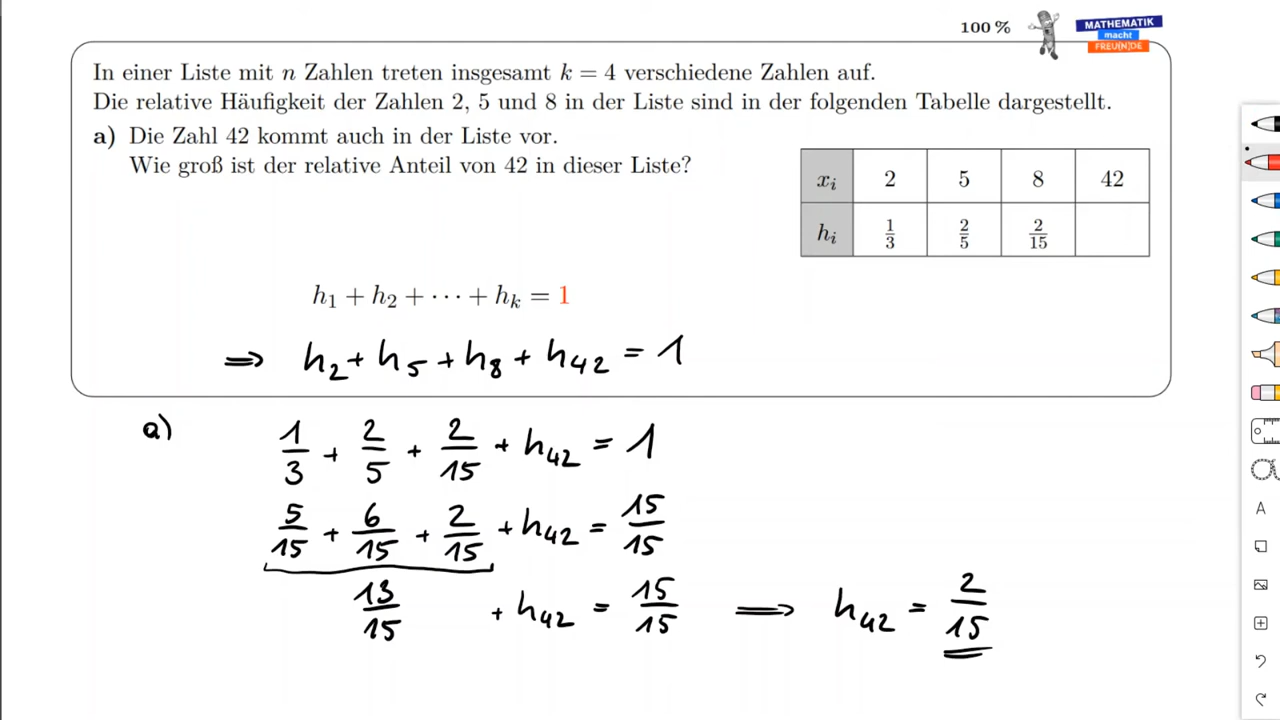 100 %
MATHEMATIK
macht
FREU(N)DE
In einer Liste mit n Zahlen treten insgesamt k = 4 verschiedene Zahlen auf.
Die relative Häufigkeit der Zahlen 2, 5 und 8 in der Liste sind in der folgenden Tabelle dargestellt.
a) Die Zahl 42 kommt auch in der Liste vor.
Wie groß ist der relative Anteil von 42 in dieser Liste?
x_i 2 5 8 42
h_i 1/3 2/5 2/15
h_1 + h_2 + ··· + h_k = 1
⇒ h_2 + h_5 + h_8 + h_42 = 1
a) 1/3 + 2/5 + 2/15 + h_42 = 1
5/15 + 6/15 + 2/15 + h_42 = 15/15
13/15 + h_42 = 15/15 ⇒ h_42 = 2/15
A